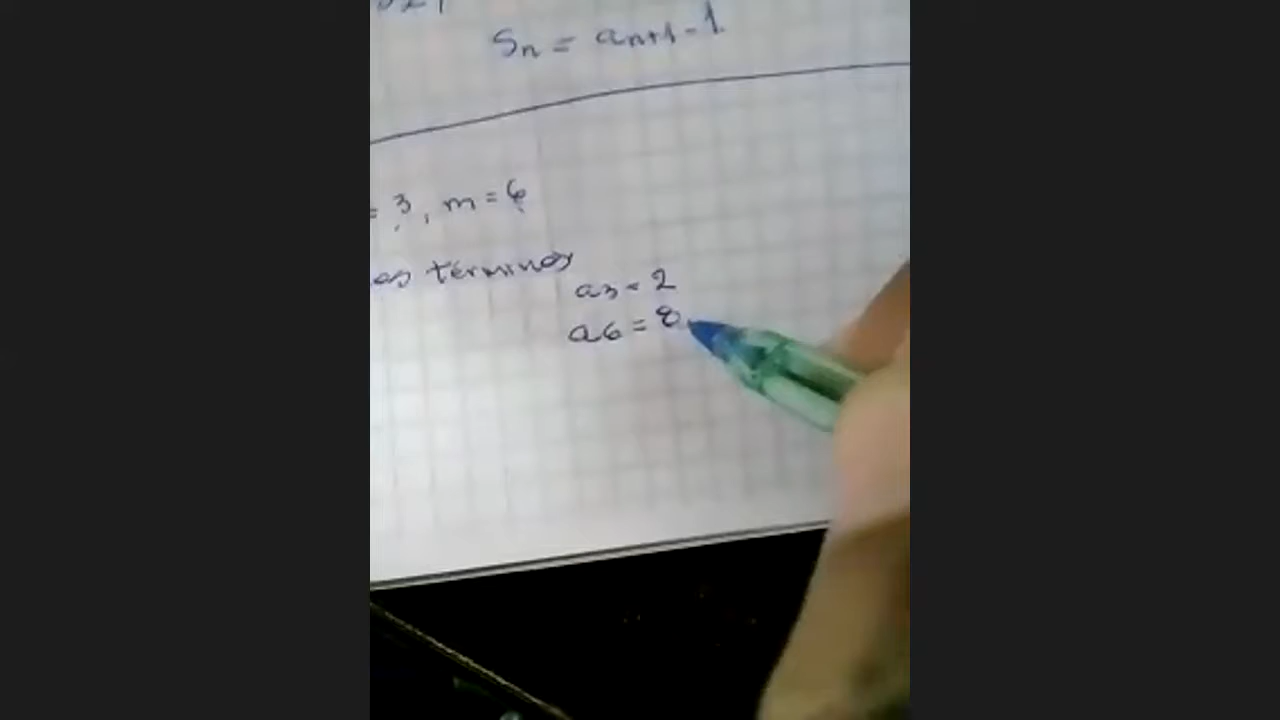 Sn = an+1 - 1
= 3, m = 6
términos
a3 = 2
a6 = 8